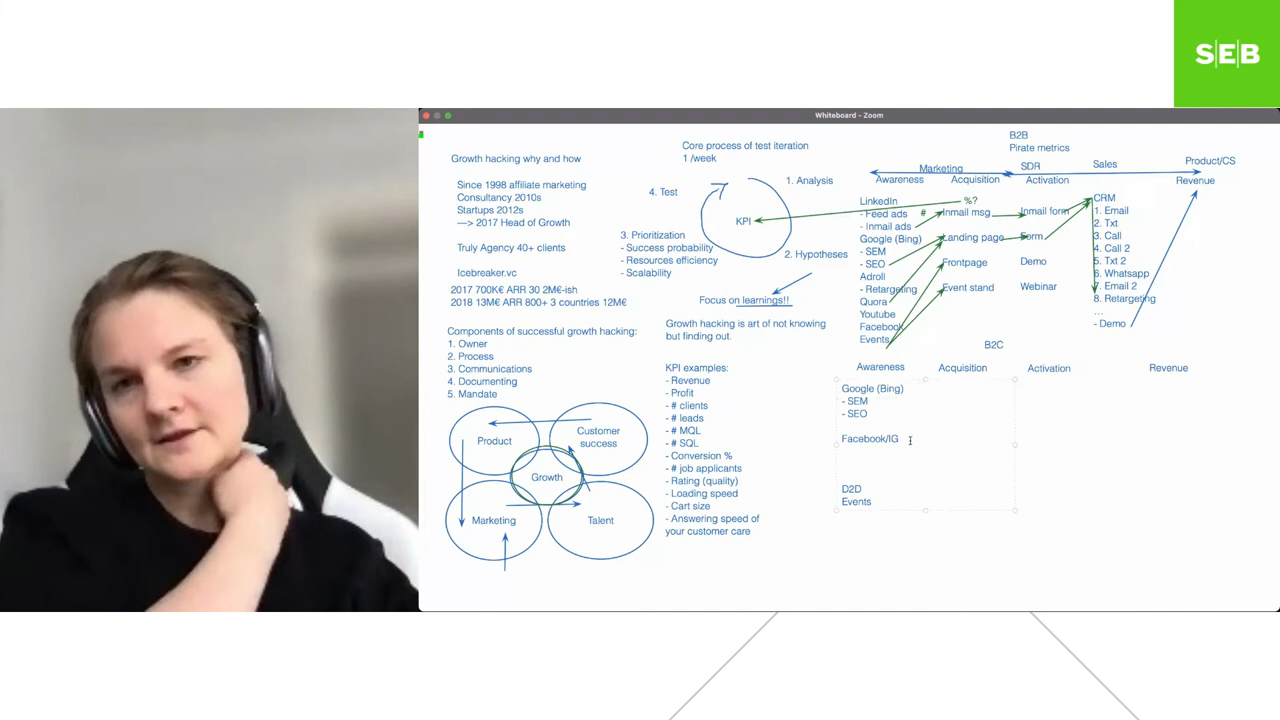 S|E|B
Whiteboard - Zoom
Growth hacking why and how
Since 1998 affiliate marketing
Consultancy 2010s
Startups 2012s
—> 2017 Head of Growth
Truly Agency 40+ clients
Icebreaker.vc
2017 700K€ ARR 30 2M€-ish
2018 13M€ ARR 800+ 3 countries 12M€
Components of successful growth hacking:
1. Owner
2. Process
3. Communications
4. Documenting
5. Mandate
Product
Customer
success
Growth
Marketing
Talent
Core process of test iteration
1 /week
1. Analysis
4. Test
KPI
3. Prioritization
- Success probability
- Resources efficiency
- Scalability
2. Hypotheses
Focus on learnings!!
Growth hacking is art of not knowing
but finding out.
KPI examples:
- Revenue
- Profit
- # clients
- # leads
- # MQL
- # SQL
- Conversion %
- # job applicants
- Rating (quality)
- Loading speed
- Cart size
- Answering speed of
your customer care
B2B
Pirate metrics
Marketing
SDR
Sales
Product/CS
Awareness
Acquisition
Activation
Revenue
LinkedIn
- Feed ads
- Inmail ads
Google (Bing)
- SEM
- SEO
Adroll
- Retargeting
Quora
Youtube
Facebook
Events
#
%?
Inmail msg
Landing page
Frontpage
Event stand
Inmail form
Form
Demo
Webinar
CRM
1. Email
2. Txt
3. Call
4. Call 2
5. Txt 2
6. Whatsapp
7. Email 2
8. Retargeting
...
- Demo
B2C
Awareness
Acquisition
Activation
Revenue
Google (Bing)
- SEM
- SEO
Facebook/IG
D2D
Events